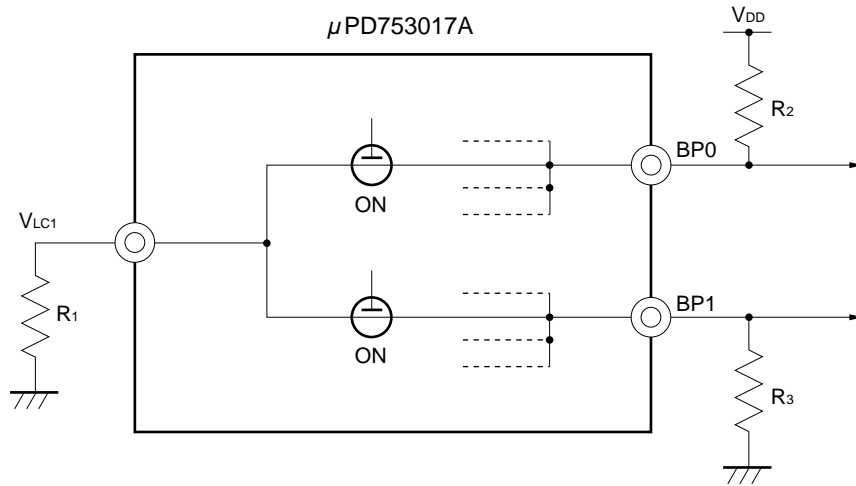 μPD753017A
VDD
R2
BP0
ON
VLC1
R1
BP1
ON
R3